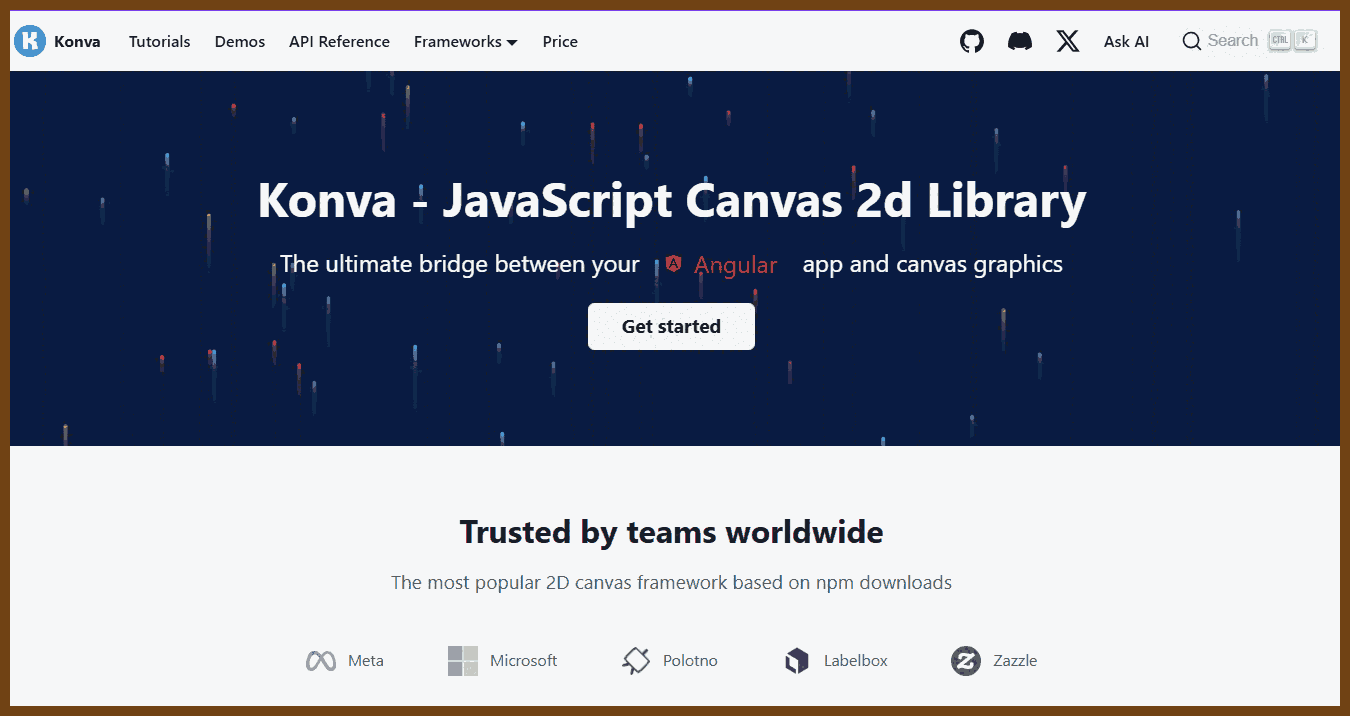 Konva Tutorials Demos API Reference Frameworks Price Ask AI Search CTRL K
Konva - JavaScript Canvas 2d Library
The ultimate bridge between your Angular app and canvas graphics
Get started
Trusted by teams worldwide
The most popular 2D canvas framework based on npm downloads
Meta Microsoft Polotno Labelbox Zazzle